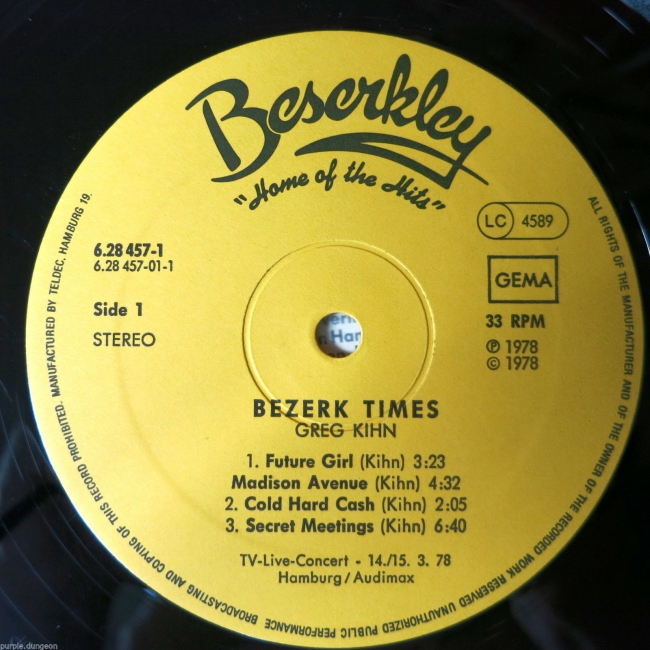 Beserkley
"Home of the Hits"
LC 4589
GEMA
33 RPM
℗ 1978
© 1978
6.28 457-1
6.28 457-01-1
Side 1
STEREO
BEZERK TIMES
GREG KIHN
1. Future Girl (Kihn) 3:23
Madison Avenue (Kihn) 4:32
2. Cold Hard Cash (Kihn) 2:05
3. Secret Meetings (Kihn) 6:40
TV-Live-Concert - 14./15. 3. 78
Hamburg/Audimax
ALL RIGHTS OF THE MANUFACTURER AND OF THE OWNER OF THE RECORDED WORK RESERVED UNAUTHORIZED PUBLIC PERFORMANCE BROADCASTING AND COPYING OF THIS RECORD PROHIBITED. MANUFACTURED BY TELDEC, HAMBURG 19.
purple.dungeon